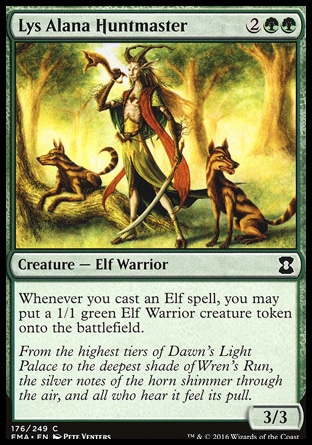 Lys Alana Huntmaster 2
Creature — Elf Warrior
Whenever you cast an Elf spell, you may
put a 1/1 green Elf Warrior creature token
onto the battlefield.
From the highest tiers of Dawn's Light
Palace to the deepest shade of Wren's Run,
the silver notes of the horn shimmer through
the air, and all who hear it feel its pull.
3/3
176/249 C
EMA • EN Pete Venters
™ & © 2016 Wizards of the Coast